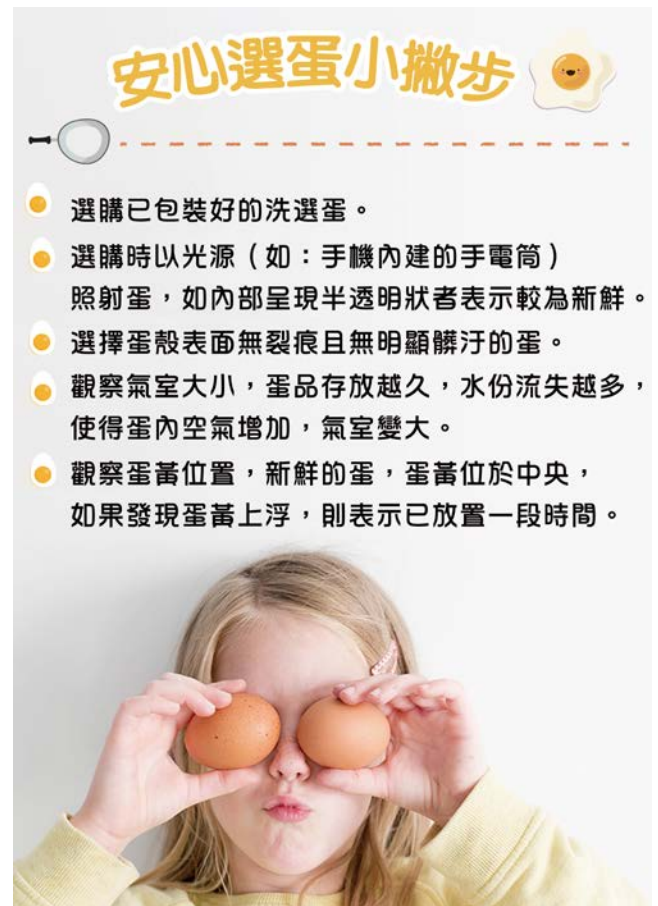 安心選蛋小撇步
選購已包裝好的洗選蛋。
選購時以光源（如：手機內建的手電筒）
照射蛋，如內部呈現半透明狀者表示較為新鮮。
選擇蛋殼表面無裂痕且無明顯髒汙的蛋。
觀察氣室大小，蛋品存放越久，水份流失越多，
使得蛋內空氣增加，氣室變大。
觀察蛋黃位置，新鮮的蛋，蛋黃位於中央，
如果發現蛋黃上浮，則表示已放置一段時間。